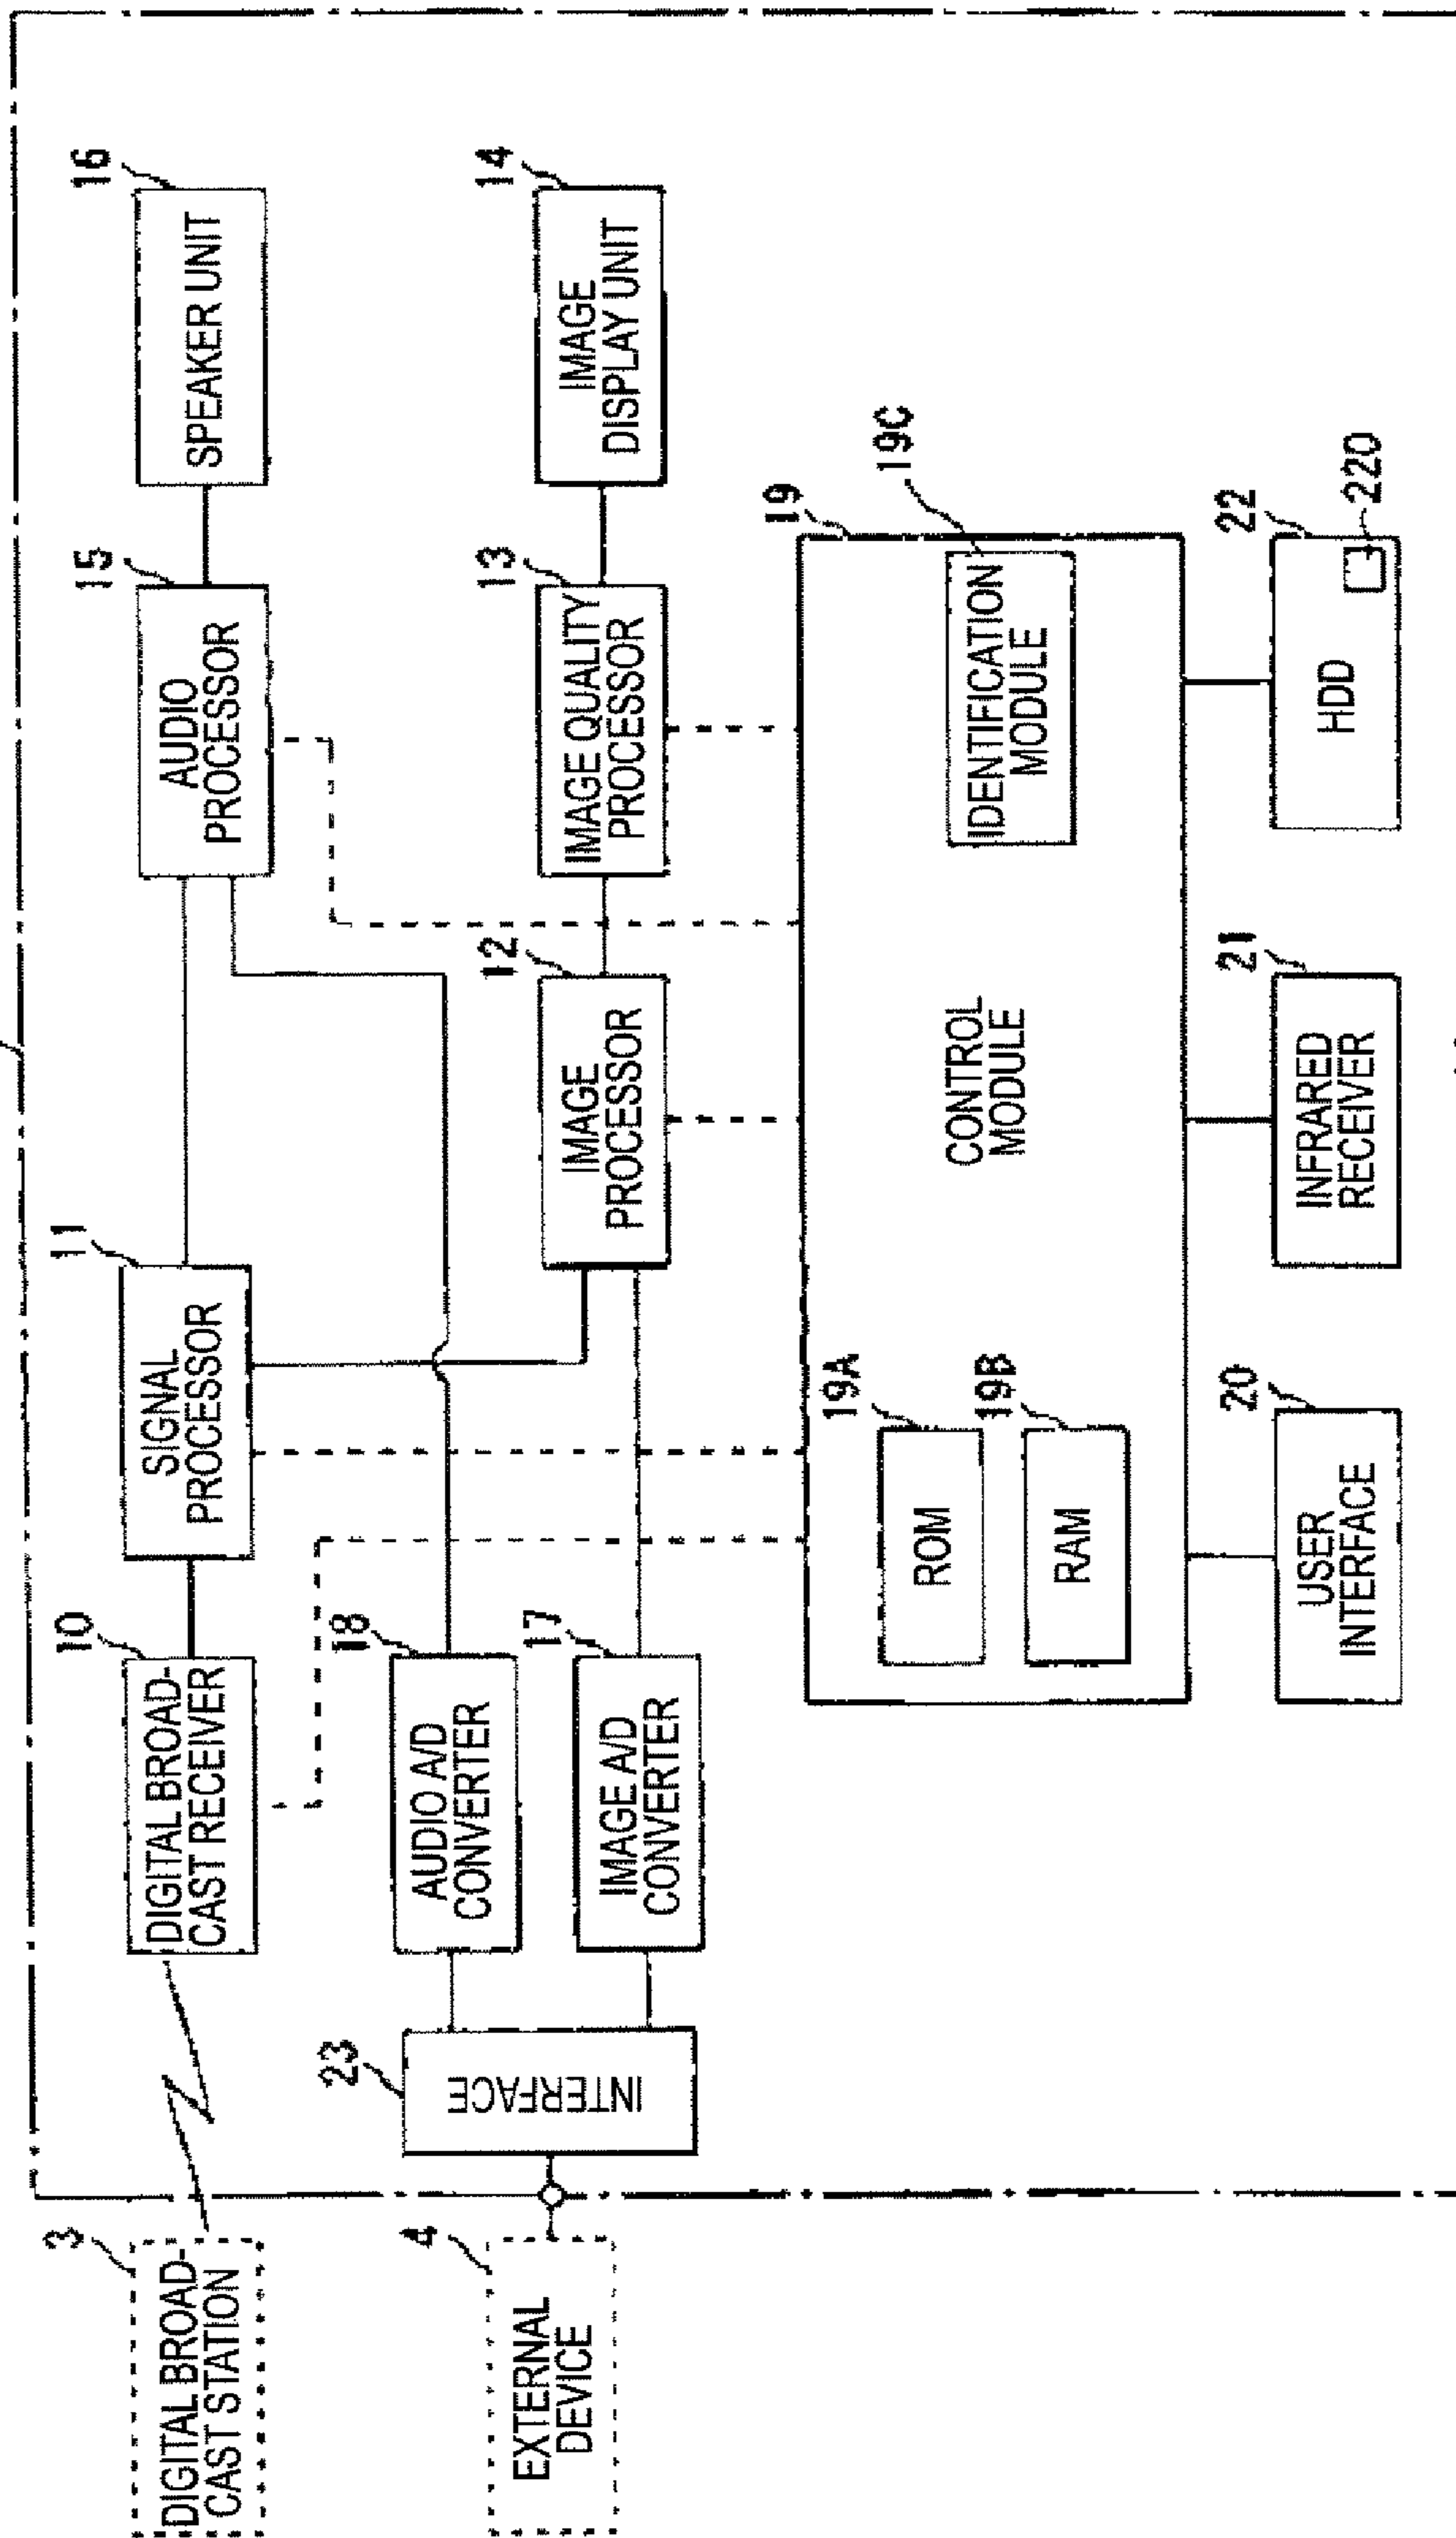 3
DIGITAL BROAD-
CAST STATION
10
DIGITAL BROAD-
CAST RECEIVER
11
SIGNAL
PROCESSOR
15
AUDIO
PROCESSOR
16
SPEAKER UNIT
4
EXTERNAL
DEVICE
23
INTERFACE
18
AUDIO A/D
CONVERTER
17
IMAGE A/D
CONVERTER
12
IMAGE
PROCESSOR
13
IMAGE QUALITY
PROCESSOR
14
IMAGE
DISPLAY UNIT
19
19A
ROM
19B
RAM
CONTROL
MODULE
19C
IDENTIFICATION
MODULE
20
USER
INTERFACE
21
INFRARED
RECEIVER
22
HDD
220